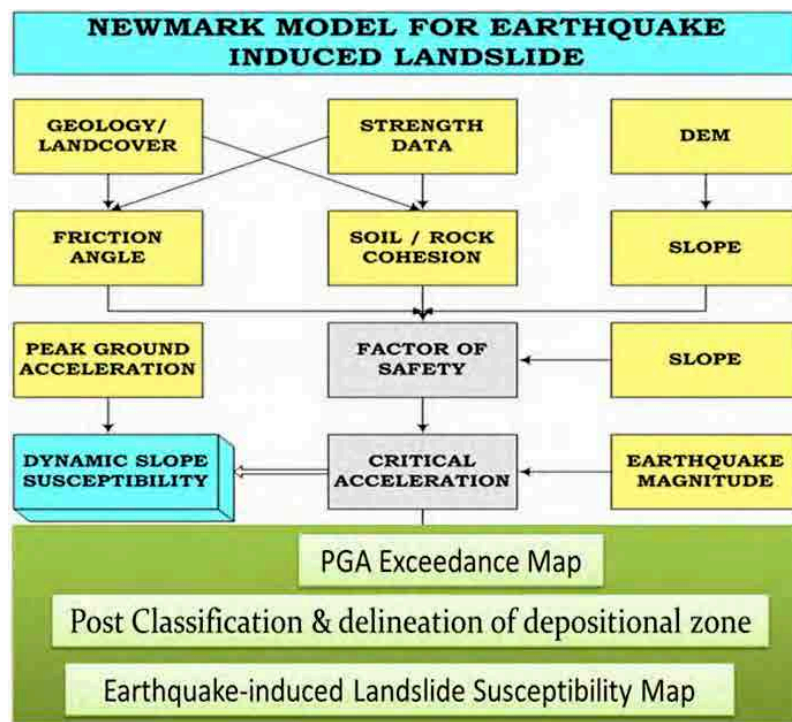 NEWMARK MODEL FOR EARTHQUAKE
INDUCED LANDSLIDE
GEOLOGY/
LANDCOVER
STRENGTH
DATA
DEM
FRICTION
ANGLE
SOIL / ROCK
COHESION
SLOPE
PEAK GROUND
ACCELERATION
FACTOR OF
SAFETY
SLOPE
DYNAMIC SLOPE
SUSCEPTIBILITY
CRITICAL
ACCELERATION
EARTHQUAKE
MAGNITUDE
PGA Exceedance Map
Post Classification & delineation of depositional zone
Earthquake-induced Landslide Susceptibility Map